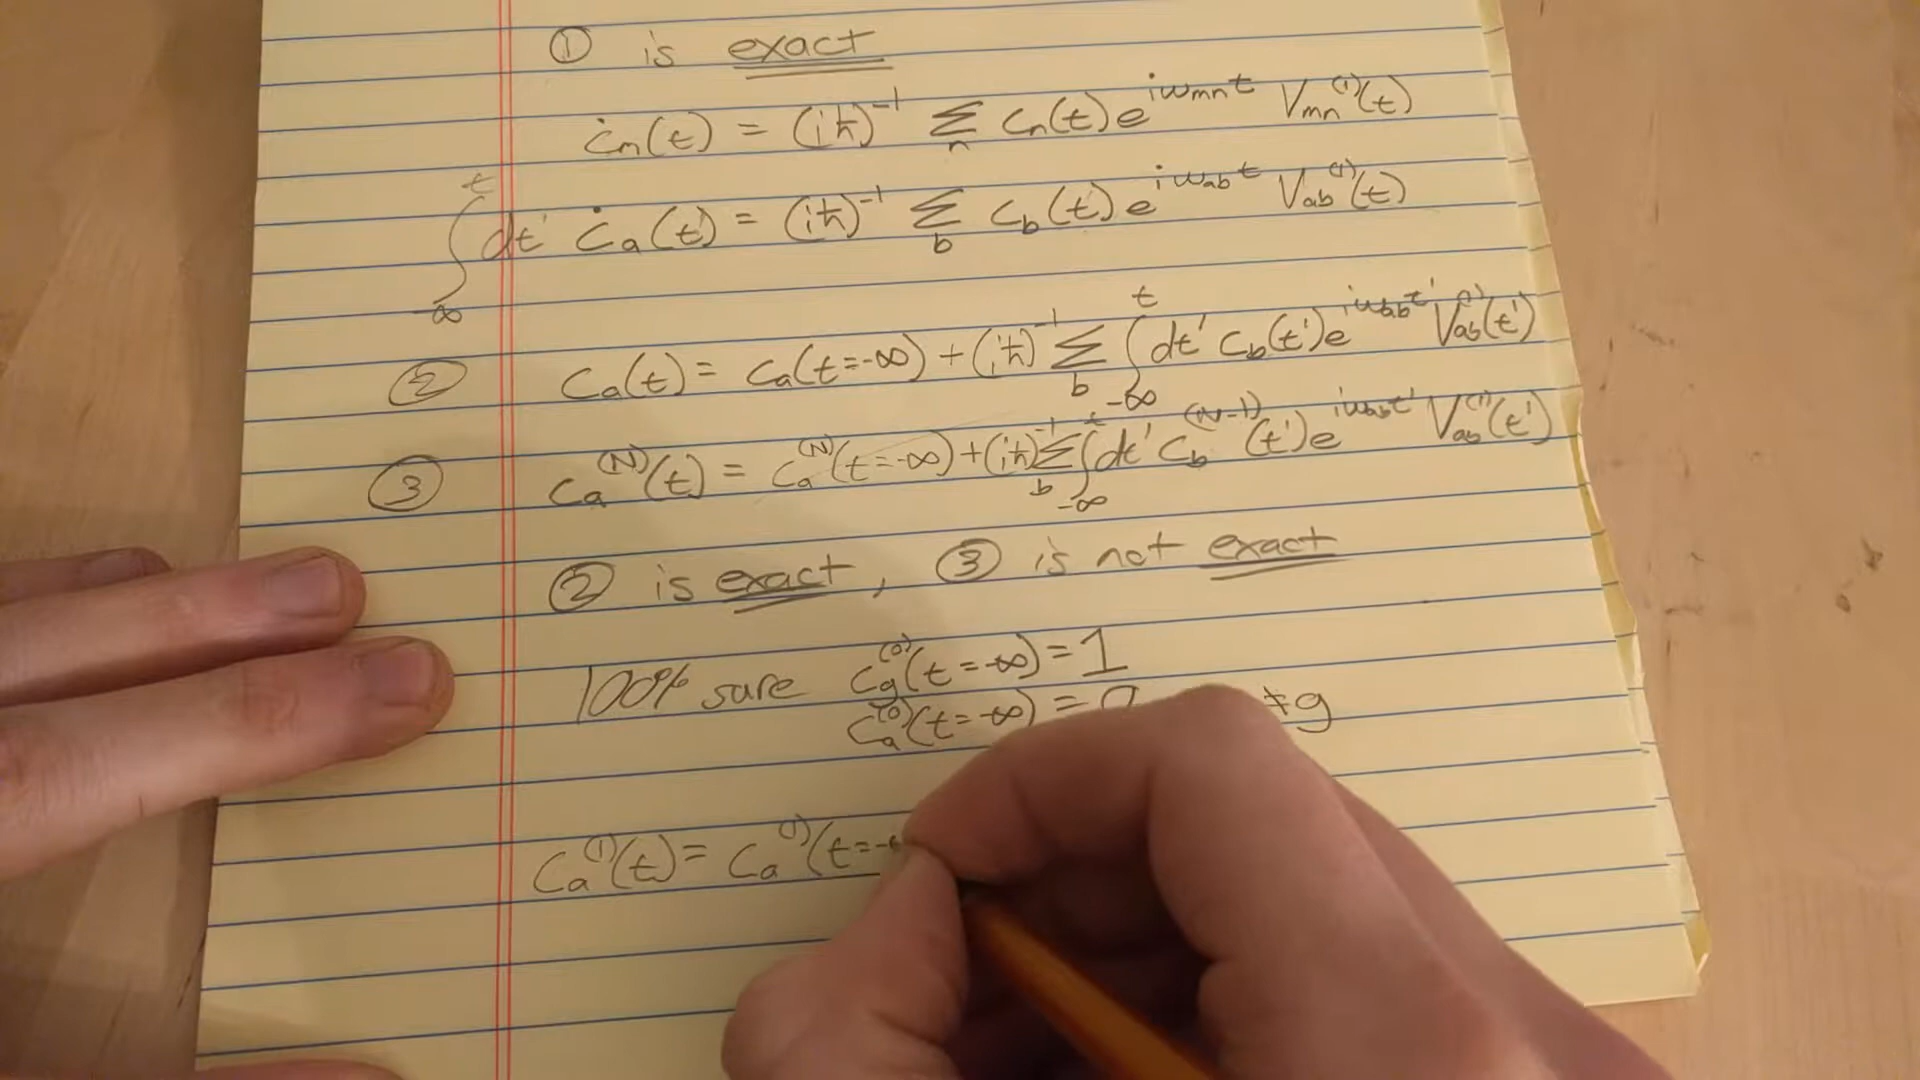 ① is exact
ċm(t) = (iħ)⁻¹ Σn cn(t) e^{iωmn t} Vmn⁽¹⁾(t)
∫_{-∞}^{t} dt' ċa(t') = (iħ)⁻¹ Σb cb(t') e^{iωab t} Vab⁽¹⁾(t)
② Ca(t) = Ca(t=-∞) + (iħ)⁻¹ Σb ∫_{-∞}^{t} dt' Cb(t') e^{iωab t'} Vab⁽¹⁾(t')
③ Ca^(N)(t) = Ca^(N)(t=-∞) + (iħ)⁻¹ Σb ∫_{-∞}^{t} dt' Cb^(N-1)(t') e^{iωab t'} Vab⁽¹⁾(t')
② is exact, ③ is not exact
100% sure Cg⁽⁰⁾(t=-∞) = 1
Ca⁽⁰⁾(t=-∞) = ≠g
Ca⁽¹⁾(t) = Ca⁽¹⁾(t=-